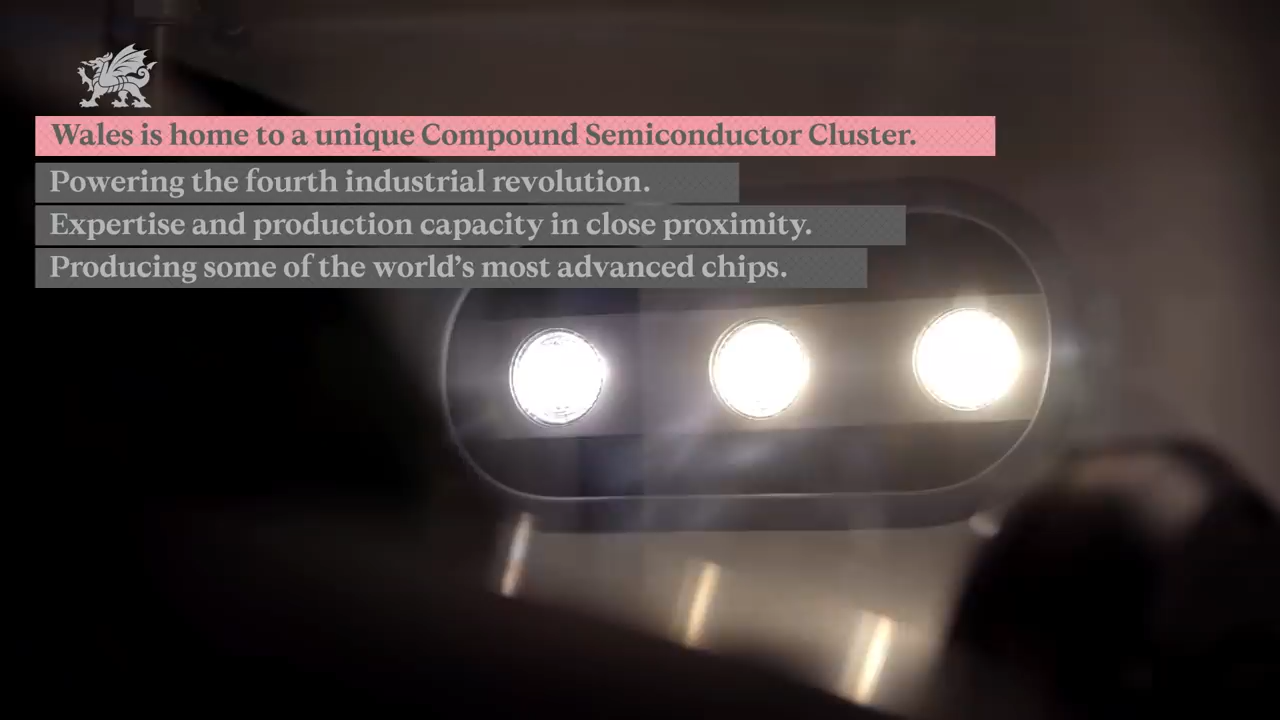 Wales is home to a unique Compound Semiconductor Cluster.
Powering the fourth industrial revolution.
Expertise and production capacity in close proximity.
Producing some of the world’s most advanced chips.